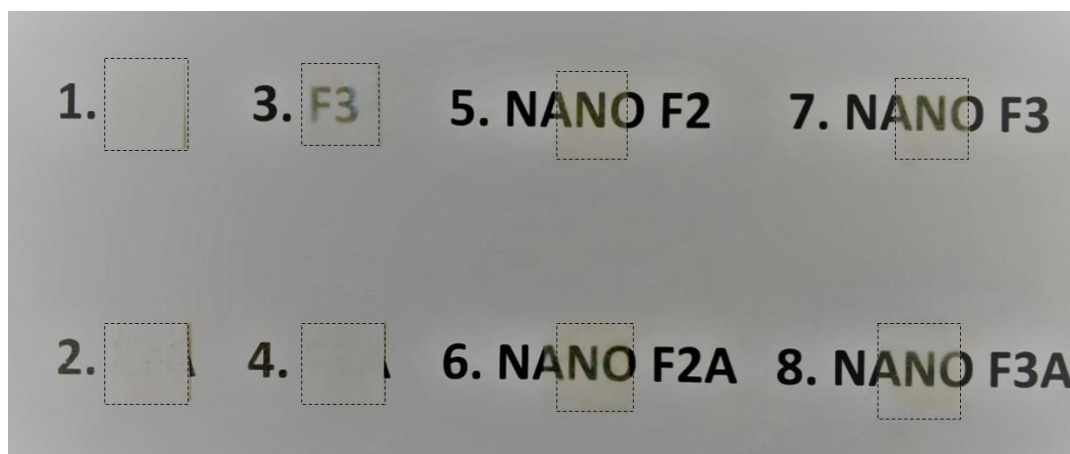 1. 3. F3 5. NANO F2 7. NANO F3
2. 4. 6. NANO F2A 8. NANO F3A